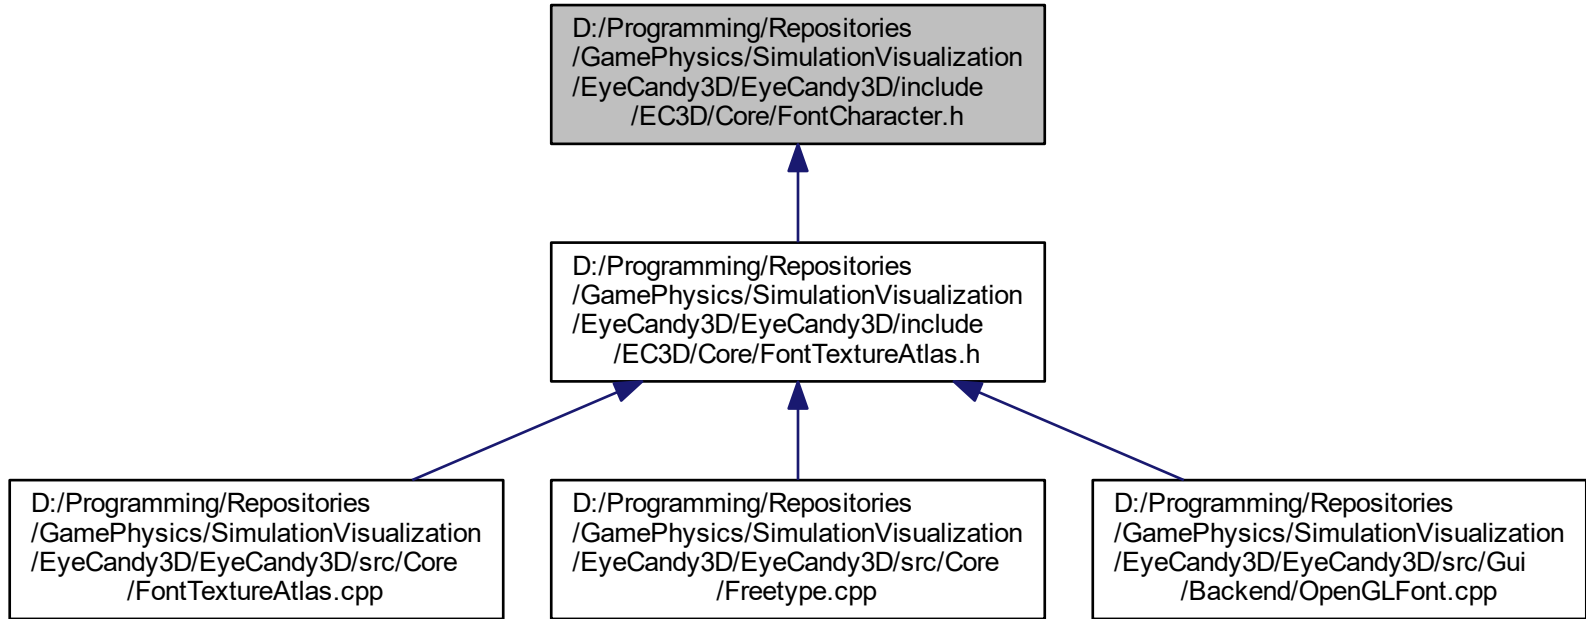 D:/Programming/Repositories
/GamePhysics/SimulationVisualization
/EyeCandy3D/EyeCandy3D/include
/EC3D/Core/FontCharacter.h
D:/Programming/Repositories
/GamePhysics/SimulationVisualization
/EyeCandy3D/EyeCandy3D/include
/EC3D/Core/FontTextureAtlas.h
D:/Programming/Repositories
/GamePhysics/SimulationVisualization
/EyeCandy3D/EyeCandy3D/src/Core
/FontTextureAtlas.cpp
D:/Programming/Repositories
/GamePhysics/SimulationVisualization
/EyeCandy3D/EyeCandy3D/src/Core
/Freetype.cpp
D:/Programming/Repositories
/GamePhysics/SimulationVisualization
/EyeCandy3D/EyeCandy3D/src/Gui
/Backend/OpenGLFont.cpp